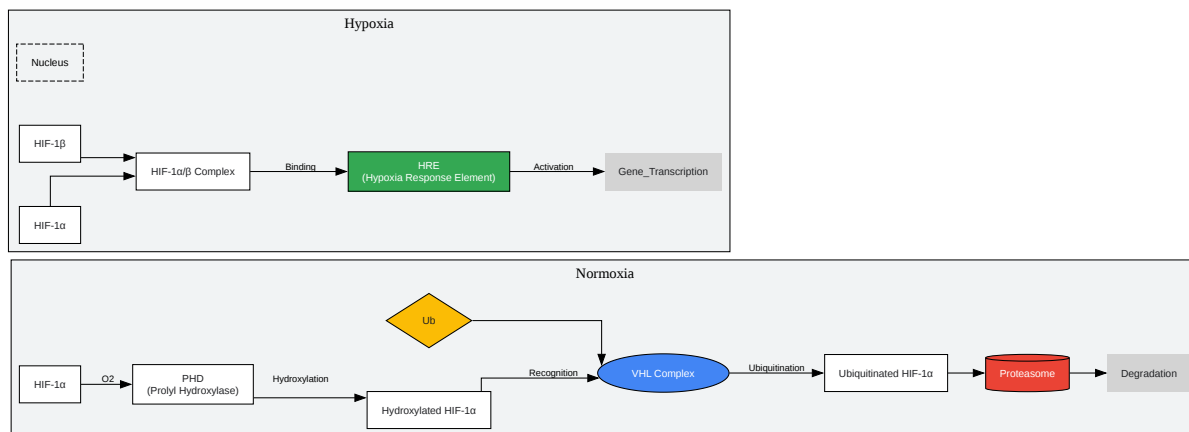 Hypoxia
Nucleus
HIF-1β
HIF-1α/β Complex
Binding
HRE
(Hypoxia Response Element)
Activation
Gene_Transcription
HIF-1α
Normoxia
Ub
HIF-1α
O2
PHD
(Prolyl Hydroxylase)
Hydroxylation
Hydroxylated HIF-1α
Recognition
VHL Complex
Ubiquitination
Ubiquitinated HIF-1α
Proteasome
Degradation